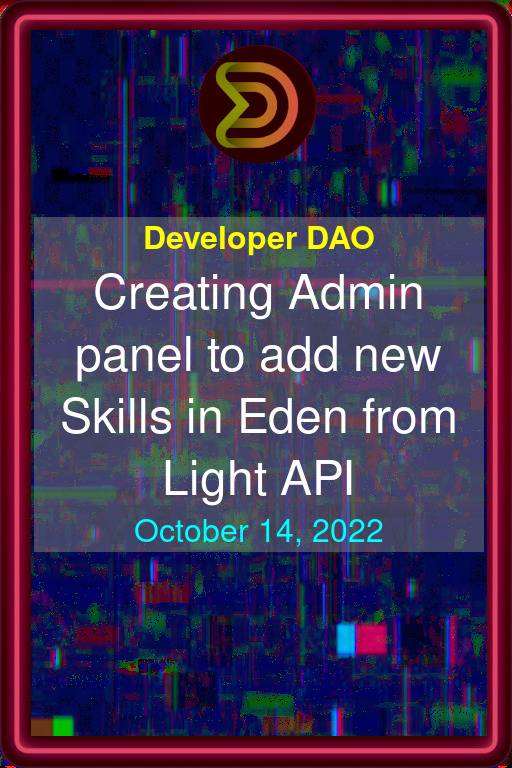 Developer DAO
Creating Admin
panel to add new
Skills in Eden from
Light API
October 14, 2022